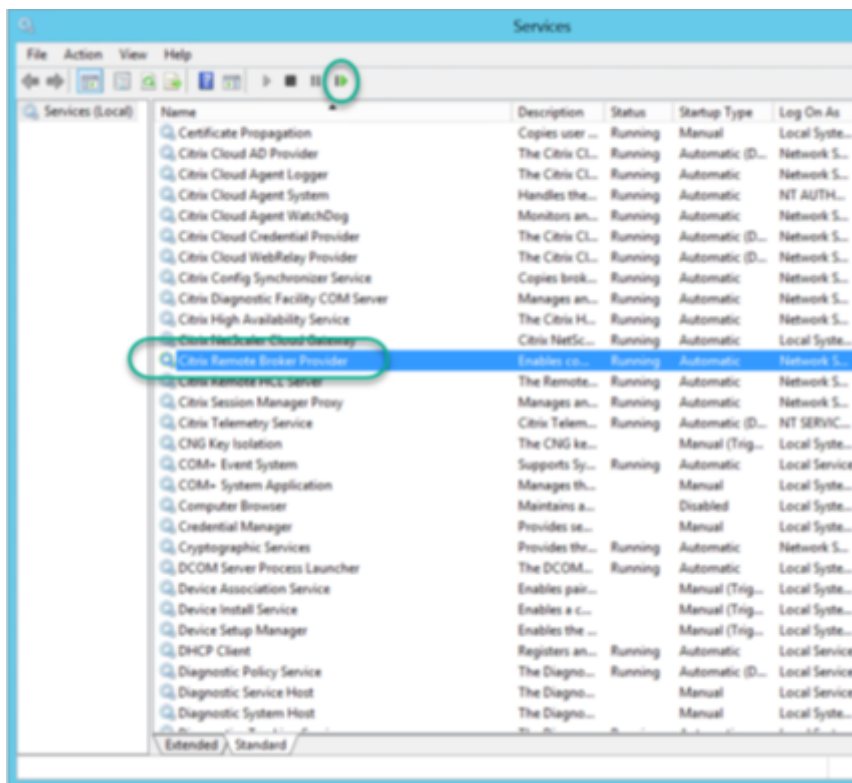 Services
File Action View Help
Services (Local)
Name Description Status Startup Type Log On As
Certificate Propagation Copies user ... Running Manual Local Syste...
Citrix Cloud AD Provider The Citrix Cl... Running Automatic (D... Network S...
Citrix Cloud Agent Logger The Citrix Cl... Running Automatic Network S...
Citrix Cloud Agent System Handles the... Running Automatic NT AUTH...
Citrix Cloud Agent WatchDog Monitors an... Running Automatic Network S...
Citrix Cloud Credential Provider The Citrix Cl... Running Automatic (D... Network S...
Citrix Cloud WebRelay Provider The Citrix Cl... Running Automatic (D... Network S...
Citrix Config Synchronizer Service Copies brok... Running Automatic Network S...
Citrix Diagnostic Facility COM Server Manages an... Running Automatic Network S...
Citrix High Availability Service The Citrix H... Running Automatic Network S...
Citrix NetScaler Cloud Gateway Citrix NetSc... Running Automatic Local Syste...
Citrix Remote Broker Provider Enables co... Running Automatic Network S...
Citrix Remote HCL Server The Remote... Running Automatic Network S...
Citrix Session Manager Proxy Manages an... Running Automatic Network S...
Citrix Telemetry Service Citrix Telem... Running Automatic (D... NT SERVIC...
CNG Key Isolation The CNG ke... Manual (Trig... Local Syste...
COM+ Event System Supports Sy... Running Automatic Local Service
COM+ System Application Manages th... Manual Local Syste...
Computer Browser Maintains a... Disabled Local Syste...
Credential Manager Provides se... Manual Local Syste...
Cryptographic Services Provides thr... Running Automatic Network S...
DCOM Server Process Launcher The DCOM... Running Automatic Local Syste...
Device Association Service Enables pair... Manual (Trig... Local Syste...
Device Install Service Enables a c... Manual (Trig... Local Syste...
Device Setup Manager Enables the ... Manual (Trig... Local Syste...
DHCP Client Registers an... Running Automatic Local Service
Diagnostic Policy Service The Diagno... Running Automatic (D... Local Service
Diagnostic Service Host The Diagno... Manual Local Service
Diagnostic System Host The Diagno... Manual Local Syste...
Extended Standard